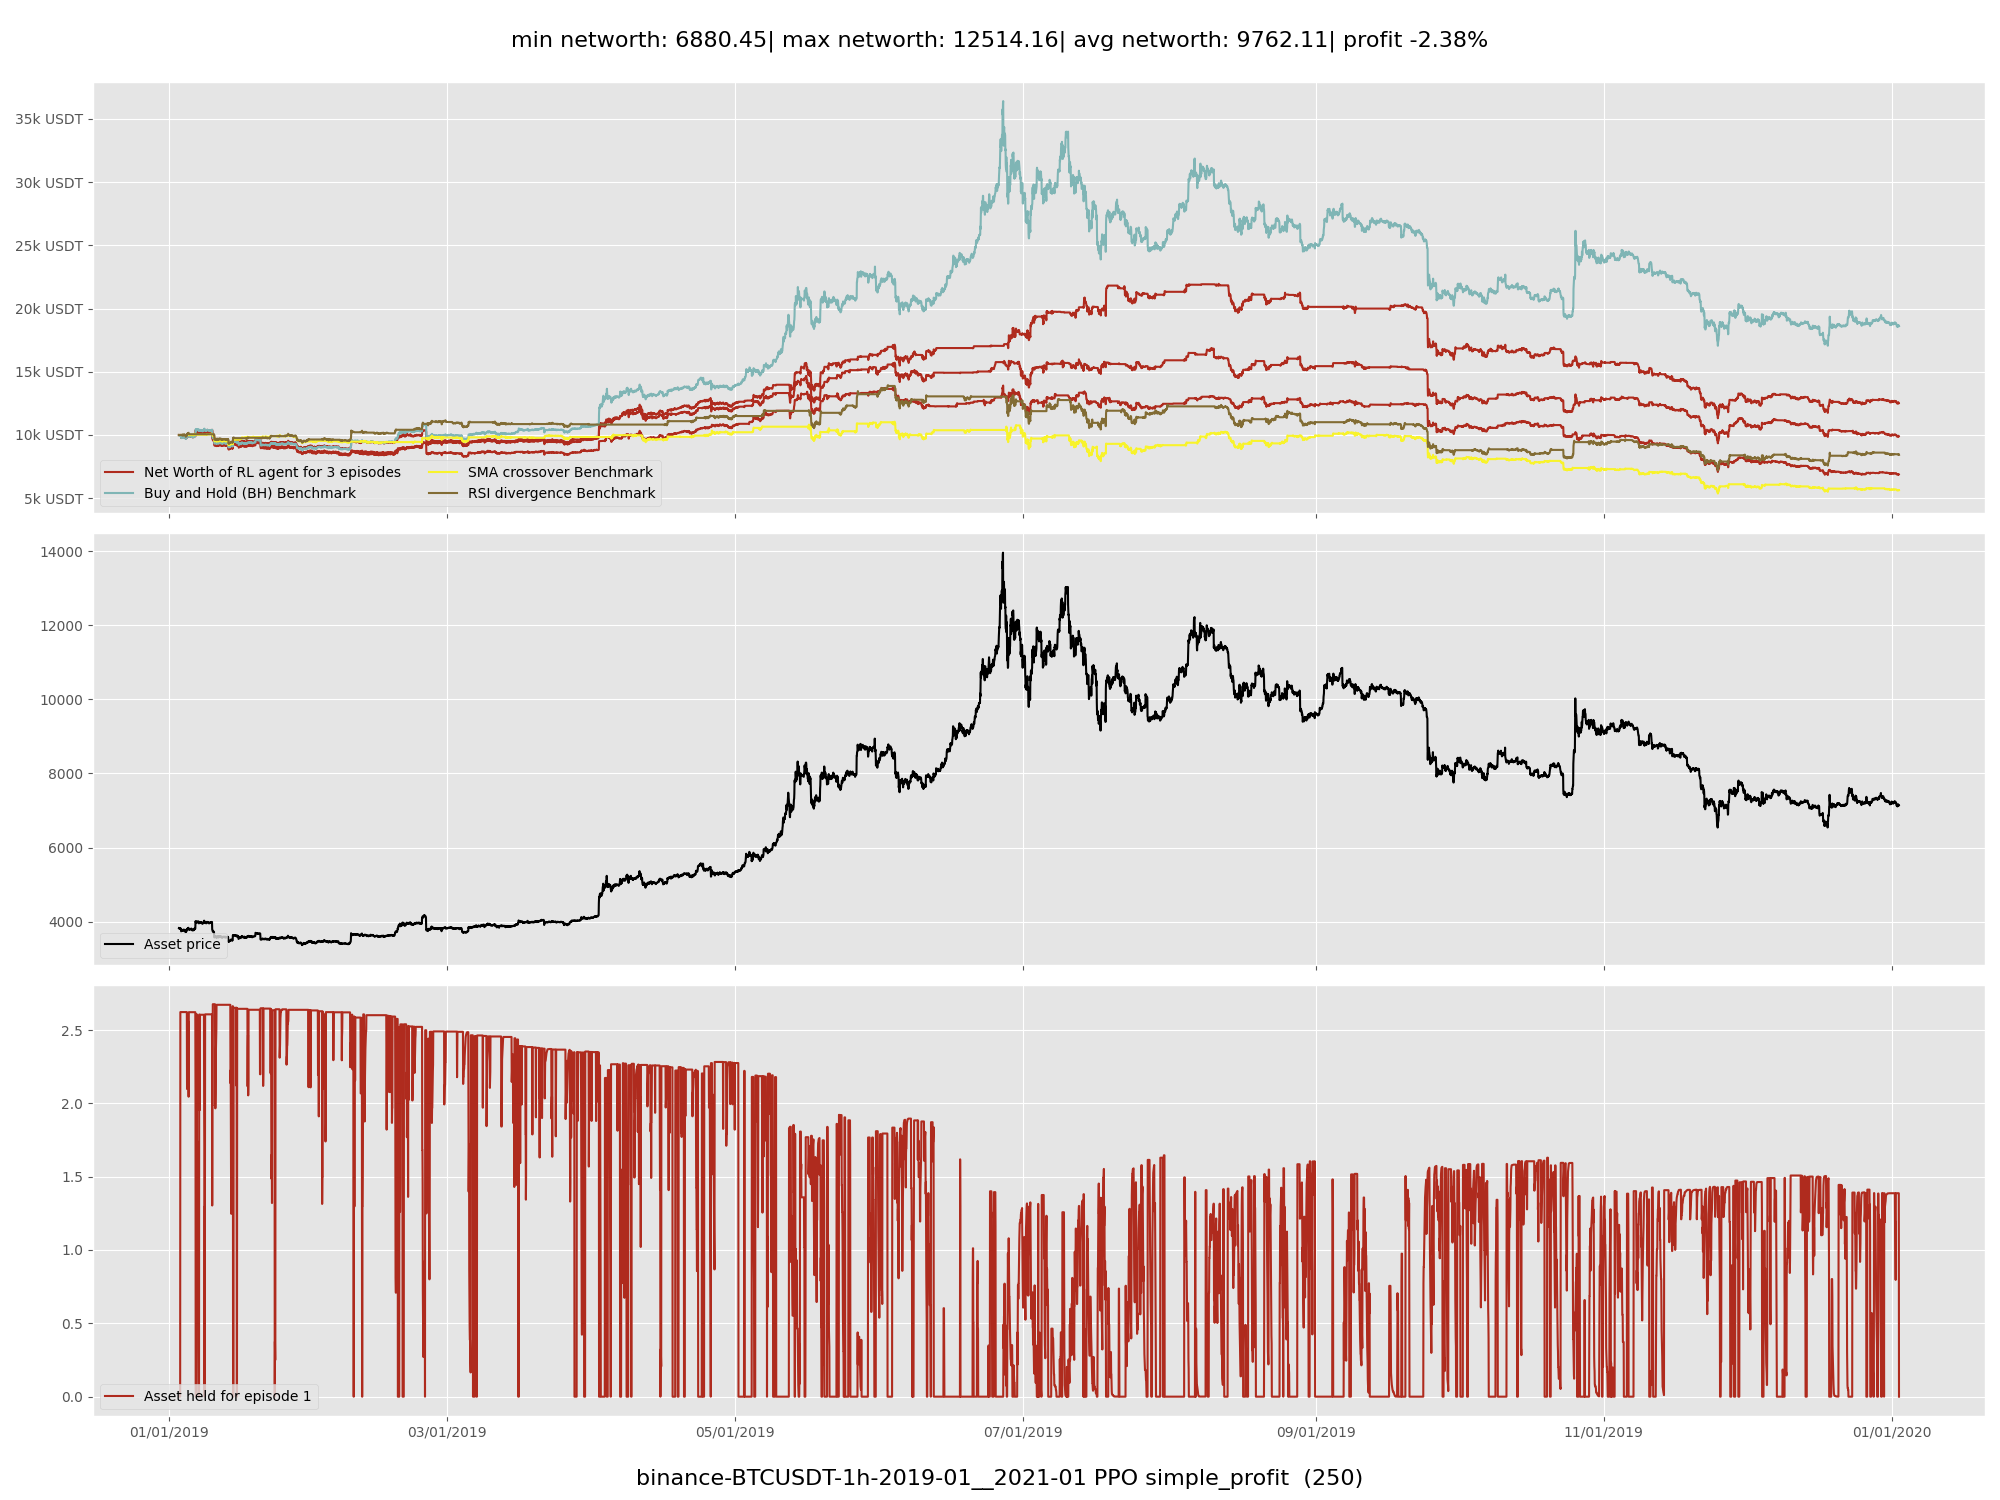 min networth: 6880.45| max networth: 12514.16| avg networth: 9762.11| profit -2.38%
35k USDT
30k USDT
25k USDT
20k USDT
15k USDT
10k USDT
5k USDT
Net Worth of RL agent for 3 episodes
Buy and Hold (BH) Benchmark
SMA crossover Benchmark
RSI divergence Benchmark
14000
12000
10000
8000
6000
4000
Asset price
2.5
2.0
1.5
1.0
0.5
0.0
Asset held for episode 1
01/01/2019 03/01/2019 05/01/2019 07/01/2019 09/01/2019 11/01/2019 01/01/2020
binance-BTCUSDT-1h-2019-01__2021-01 PPO simple_profit (250)